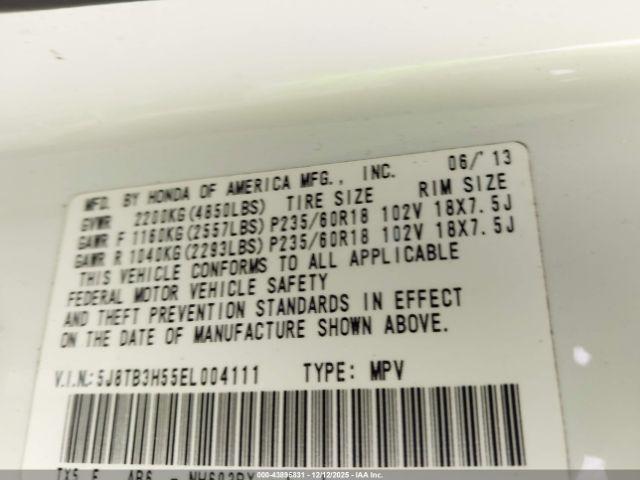 MFD. BY HONDA OF AMERICA MFG., INC. 06/'13
GVWR 2200KG(4850LBS) TIRE SIZE RIM SIZE
GAWR F 1160KG(2557LBS) P235/60R18 102V 18X7.5J
GAWR R 1040KG(2293LBS) P235/60R18 102V 18X7.5J
THIS VEHICLE CONFORMS TO ALL APPLICABLE
FEDERAL MOTOR VEHICLE SAFETY
AND THEFT PREVENTION STANDARDS IN EFFECT
ON THE DATE OF MANUFACTURE SHOWN ABOVE.
V.I.N.:5J8TB3H55EL004111 TYPE: MPV
© IAA 000-43895831 - 12/12/2025 - IAAI.com